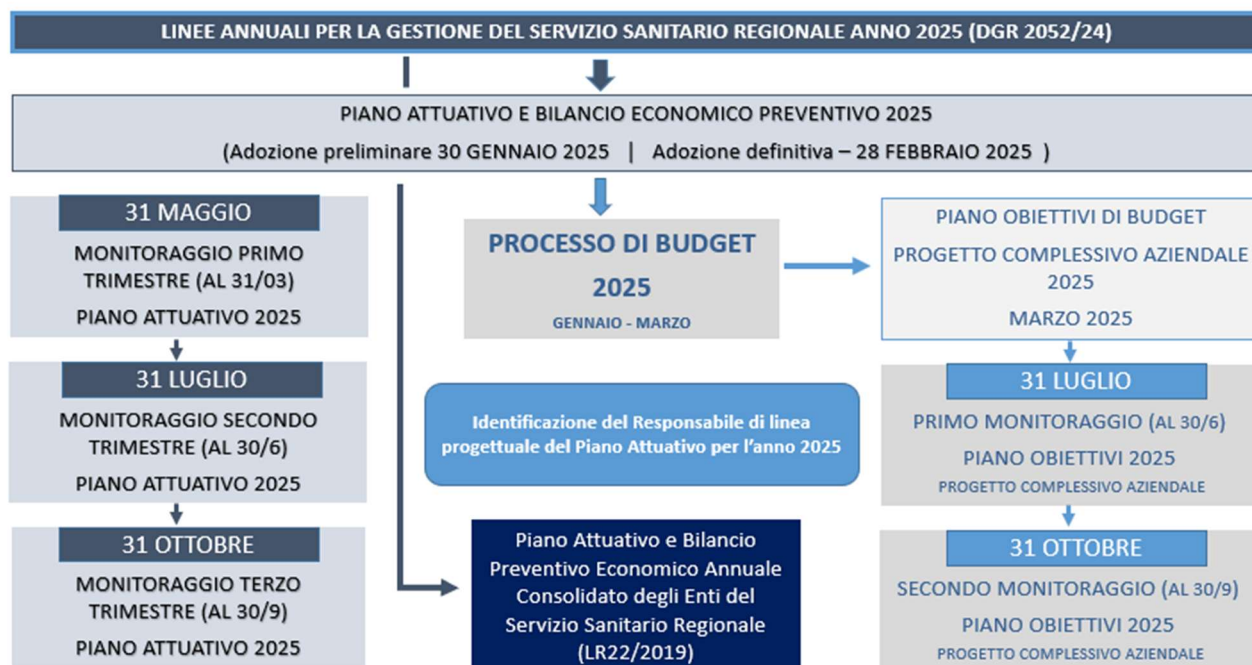 LINEE ANNUALI PER LA GESTIONE DEL SERVIZIO SANITARIO REGIONALE ANNO 2025 (DGR 2052/24)
PIANO ATTUATIVO E BILANCIO ECONOMICO PREVENTIVO 2025
(Adozione preliminare 30 GENNAIO 2025 | Adozione definitiva – 28 FEBBRAIO 2025 )
31 MAGGIO
MONITORAGGIO PRIMO
TRIMESTRE (AL 31/03)
PIANO ATTUATIVO 2025
31 LUGLIO
MONITORAGGIO SECONDO
TRIMESTRE (AL 30/6)
PIANO ATTUATIVO 2025
31 OTTOBRE
MONITORAGGIO TERZO
TRIMESTRE (AL 30/9)
PIANO ATTUATIVO 2025
PROCESSO DI BUDGET
2025
GENNAIO - MARZO
Identificazione del Responsabile di linea
progettuale del Piano Attuativo per l’anno 2025
Piano Attuativo e Bilancio
Preventivo Economico Annuale
Consolidato degli Enti del
Servizio Sanitario Regionale
(LR22/2019)
PIANO OBIETTIVI DI BUDGET
PROGETTO COMPLESSIVO AZIENDALE
2025
MARZO 2025
31 LUGLIO
PRIMO MONITORAGGIO (AL 30/6)
PIANO OBIETTIVI 2025
PROGETTO COMPLESSIVO AZIENDALE
31 OTTOBRE
SECONDO MONITORAGGIO (AL 30/9)
PIANO OBIETTIVI 2025
PROGETTO COMPLESSIVO AZIENDALE